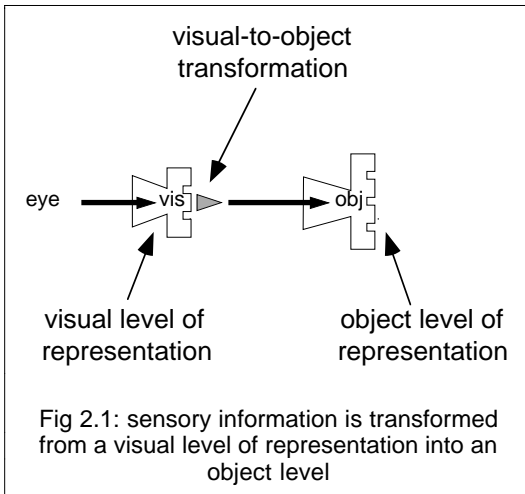 visual-to-object
transformation
eye
vis
obj
visual level of
representation
object level of
representation
Fig 2.1: sensory information is transformed
from a visual level of representation into an
object level